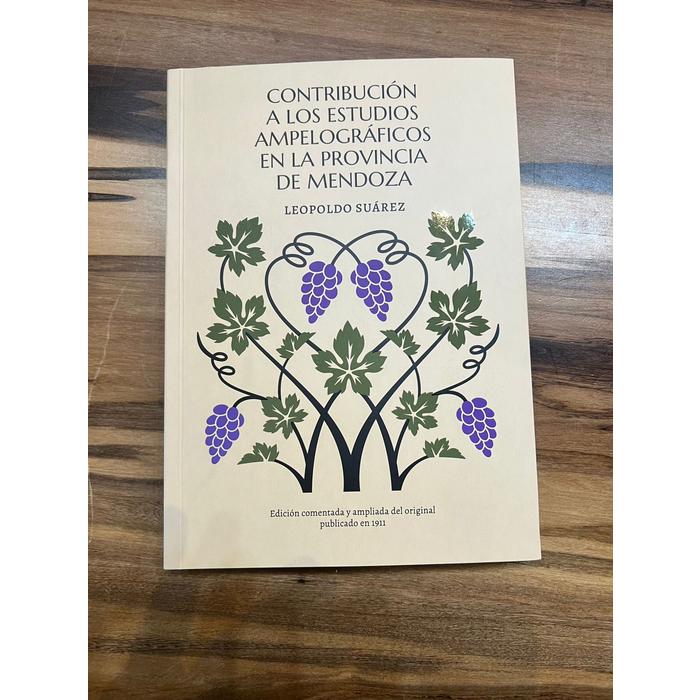 CONTRIBUCIÓN
A LOS ESTUDIOS
AMPELOGRÁFICOS
EN LA PROVINCIA
DE MENDOZA
LEOPOLDO SUÁREZ
Edición comentada y ampliada del original
publicado en 1911